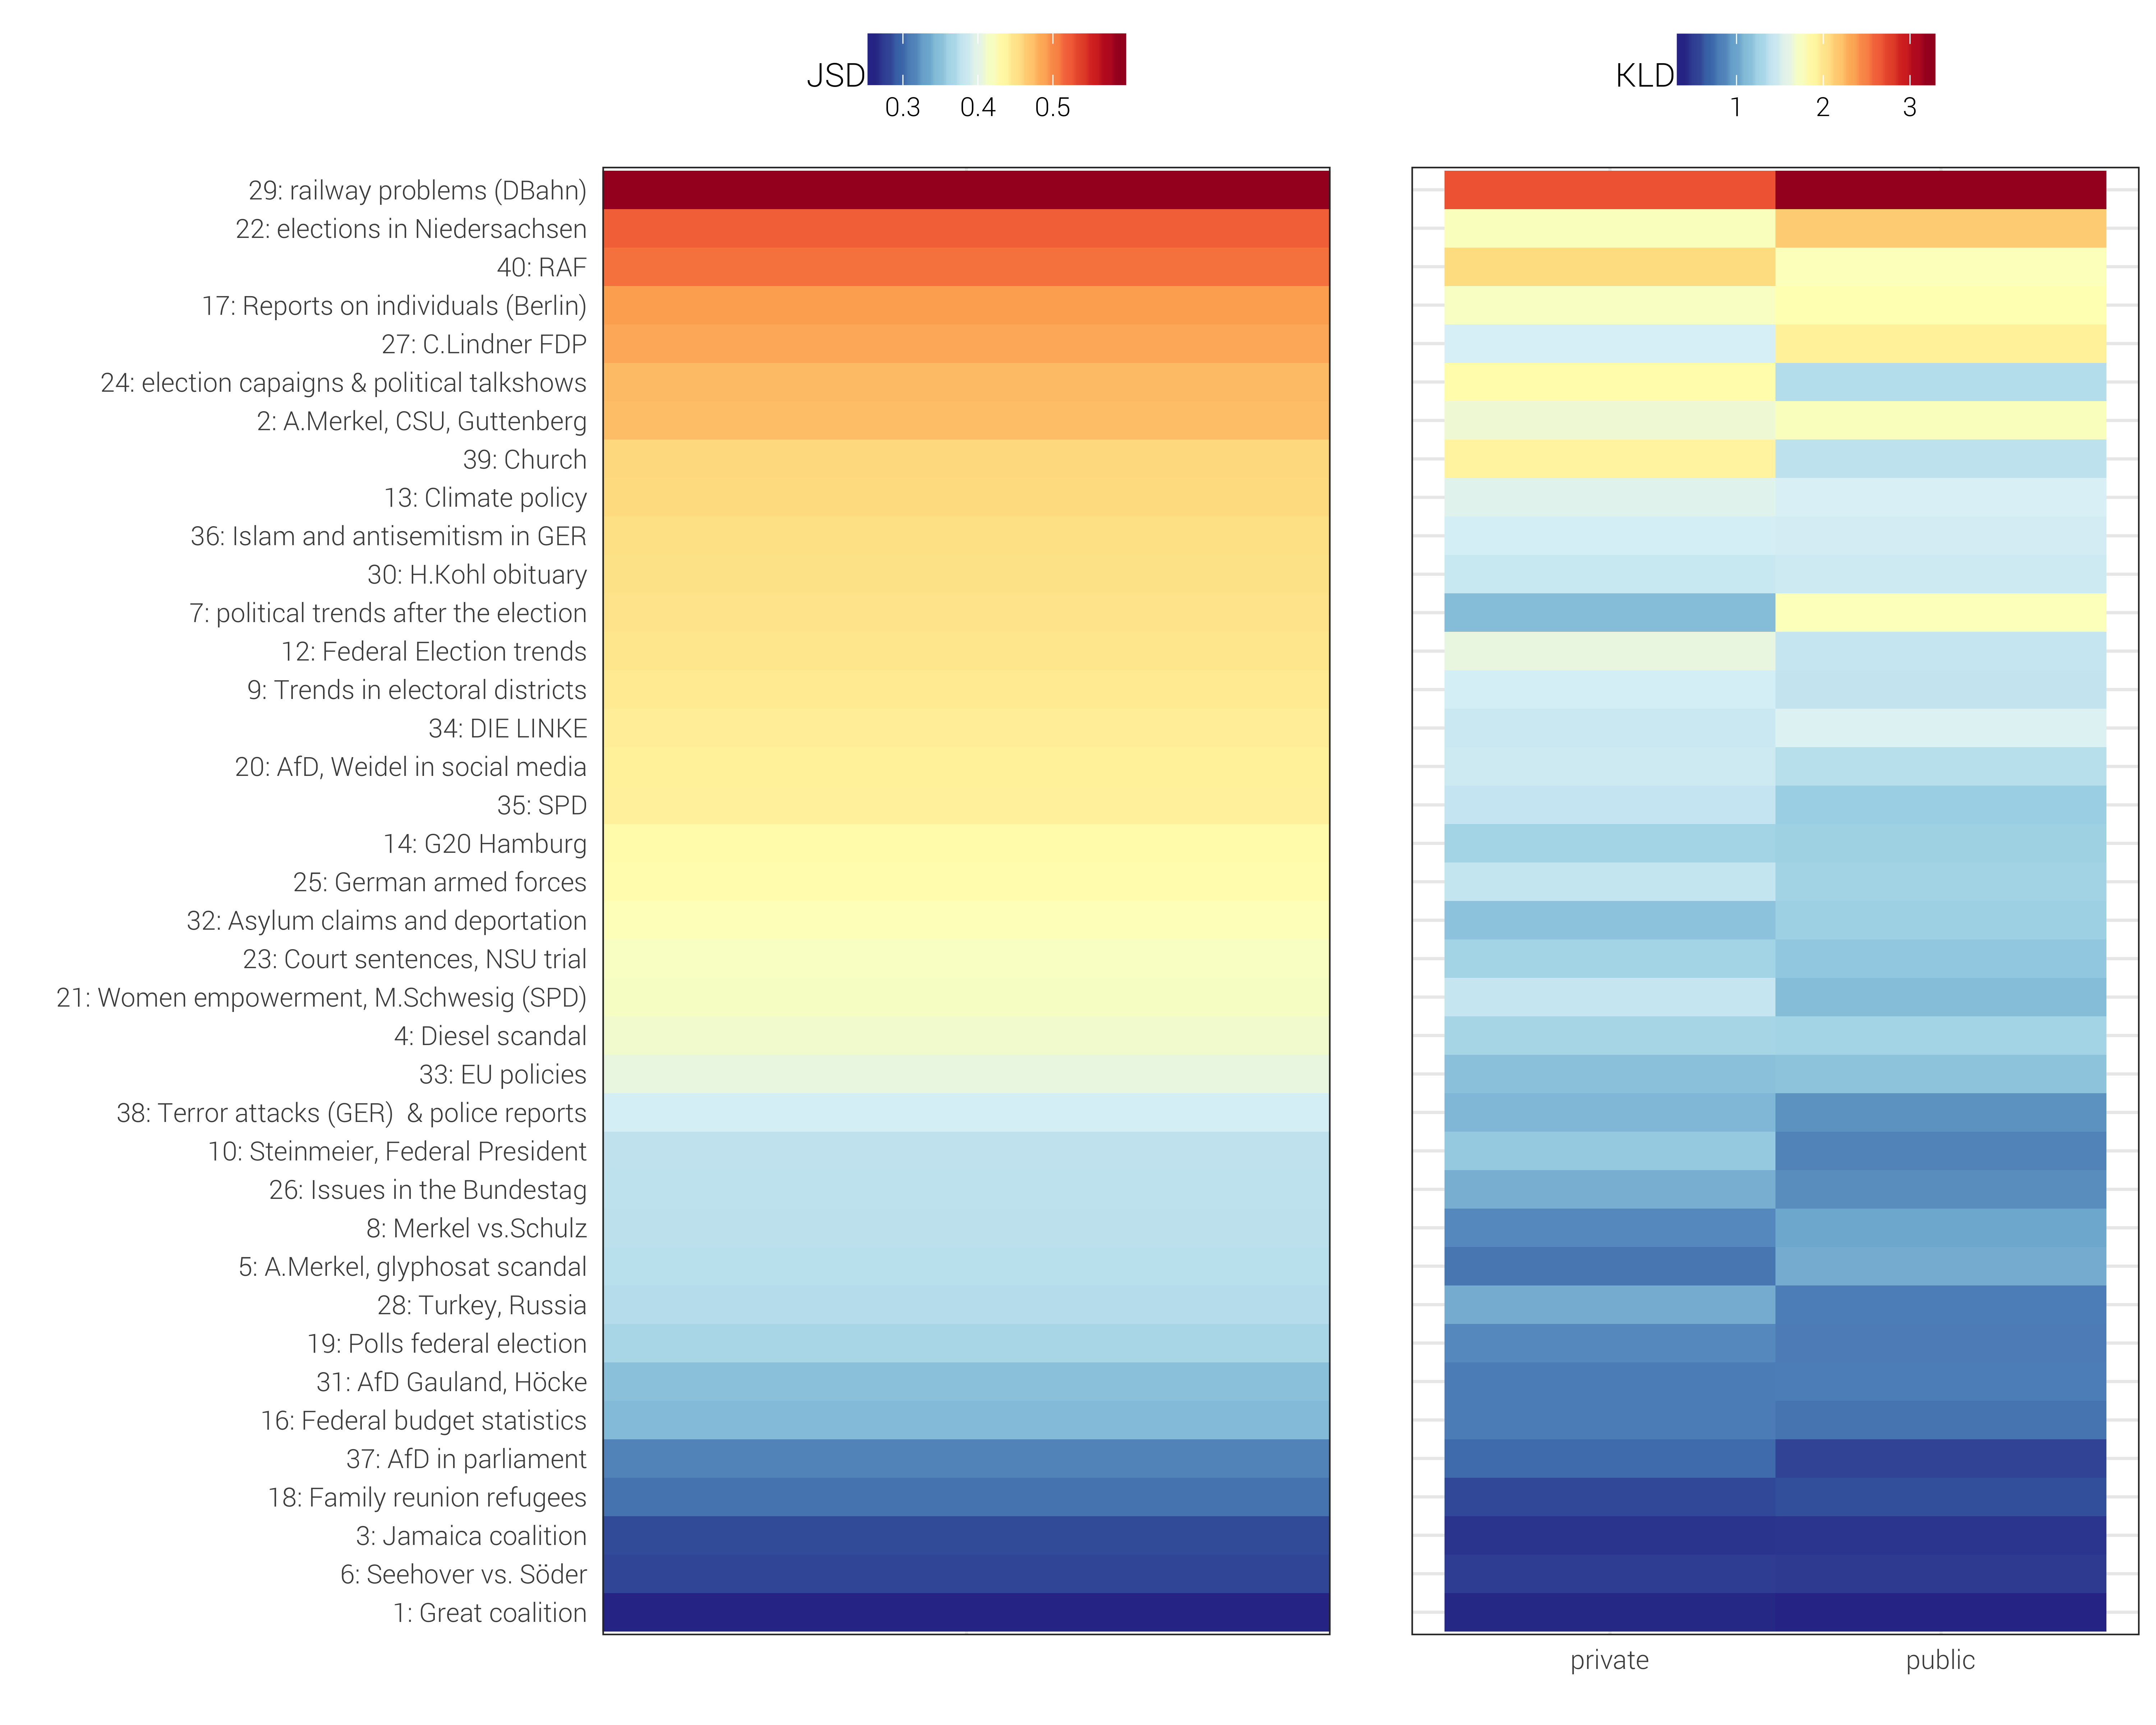 JSD
0.3 0.4 0.5
KLD
1 2 3
29: railway problems (DBahn)
22: elections in Niedersachsen
40: RAF
17: Reports on individuals (Berlin)
27: C.Lindner FDP
24: election capaigns & political talkshows
2: A.Merkel, CSU, Guttenberg
39: Church
13: Climate policy
36: Islam and antisemitism in GER
30: H.Kohl obituary
7: political trends after the election
12: Federal Election trends
9: Trends in electoral districts
34: DIE LINKE
20: AfD, Weidel in social media
35: SPD
14: G20 Hamburg
25: German armed forces
32: Asylum claims and deportation
23: Court sentences, NSU trial
21: Women empowerment, M.Schwesig (SPD)
4: Diesel scandal
33: EU policies
38: Terror attacks (GER)  & police reports
10: Steinmeier, Federal President
26: Issues in the Bundestag
8: Merkel vs.Schulz
5: A.Merkel, glyphosat scandal
28: Turkey, Russia
19: Polls federal election
31: AfD Gauland, Höcke
16: Federal budget statistics
37: AfD in parliament
18: Family reunion refugees
3: Jamaica coalition
6: Seehover vs. Söder
1: Great coalition
private public